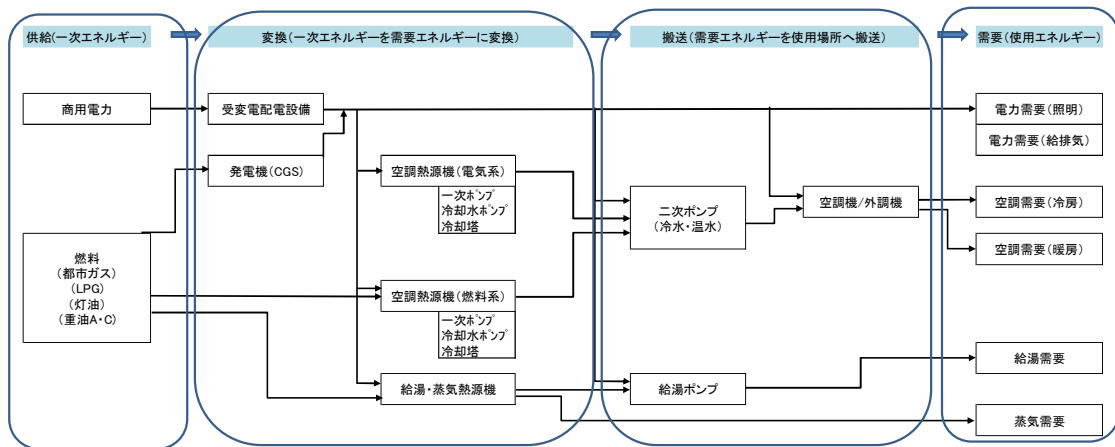 供給(一次エネルギー)
変換(一次エネルギーを需要エネルギーに変換)
搬送(需要エネルギーを使用場所へ搬送)
需要(使用エネルギー)
商用電力
受変電配電設備
電力需要(照明)
電力需要(給排気)
発電機(CGS)
空調熱源機(電気系)
一次ポンプ
冷却水ポンプ
冷却塔
二次ポンプ
(冷水・温水)
空調機/外調機
空調需要(冷房)
空調需要(暖房)
燃料
(都市ガス)
(LPG)
(灯油)
(重油A・C)
空調熱源機(燃料系)
一次ポンプ
冷却水ポンプ
冷却塔
給湯・蒸気熱源機
給湯ポンプ
給湯需要
蒸気需要